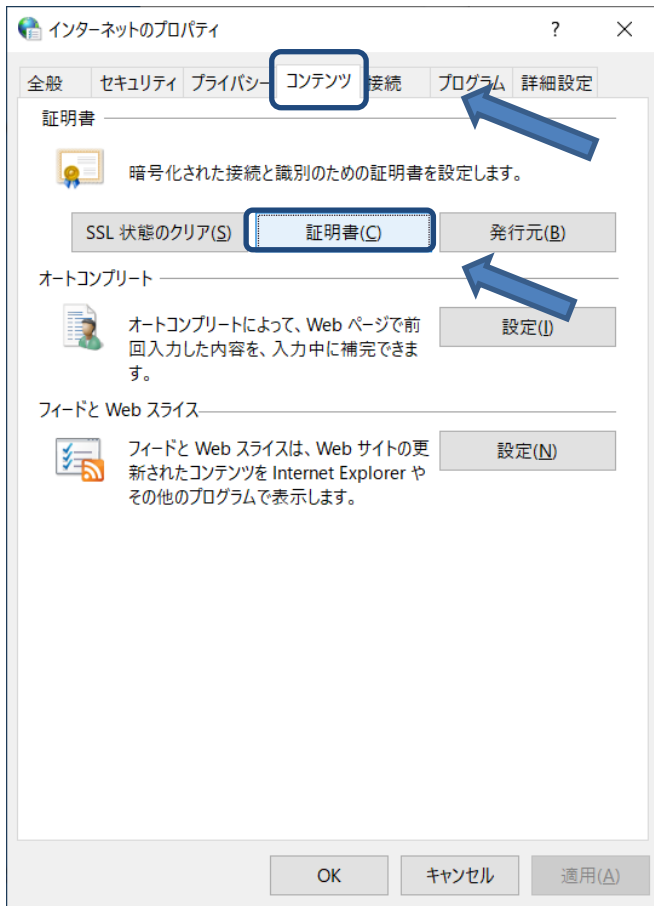 インターネットのプロパティ ? ×
全般 セキュリティ プライバシー コンテンツ 接続 プログラム 詳細設定
証明書
暗号化された接続と識別のための証明書を設定します。
SSL 状態のクリア(S) 証明書(C) 発行元(B)
オートコンプリート
オートコンプリートによって、Web ページで前
回入力した内容を、入力中に補完できま
す。
設定(I)
フィードと Web スライス
フィードと Web スライスは、Web サイトの更
新されたコンテンツを Internet Explorer や
その他のプログラムで表示します。
設定(N)
OK キャンセル 適用(A)